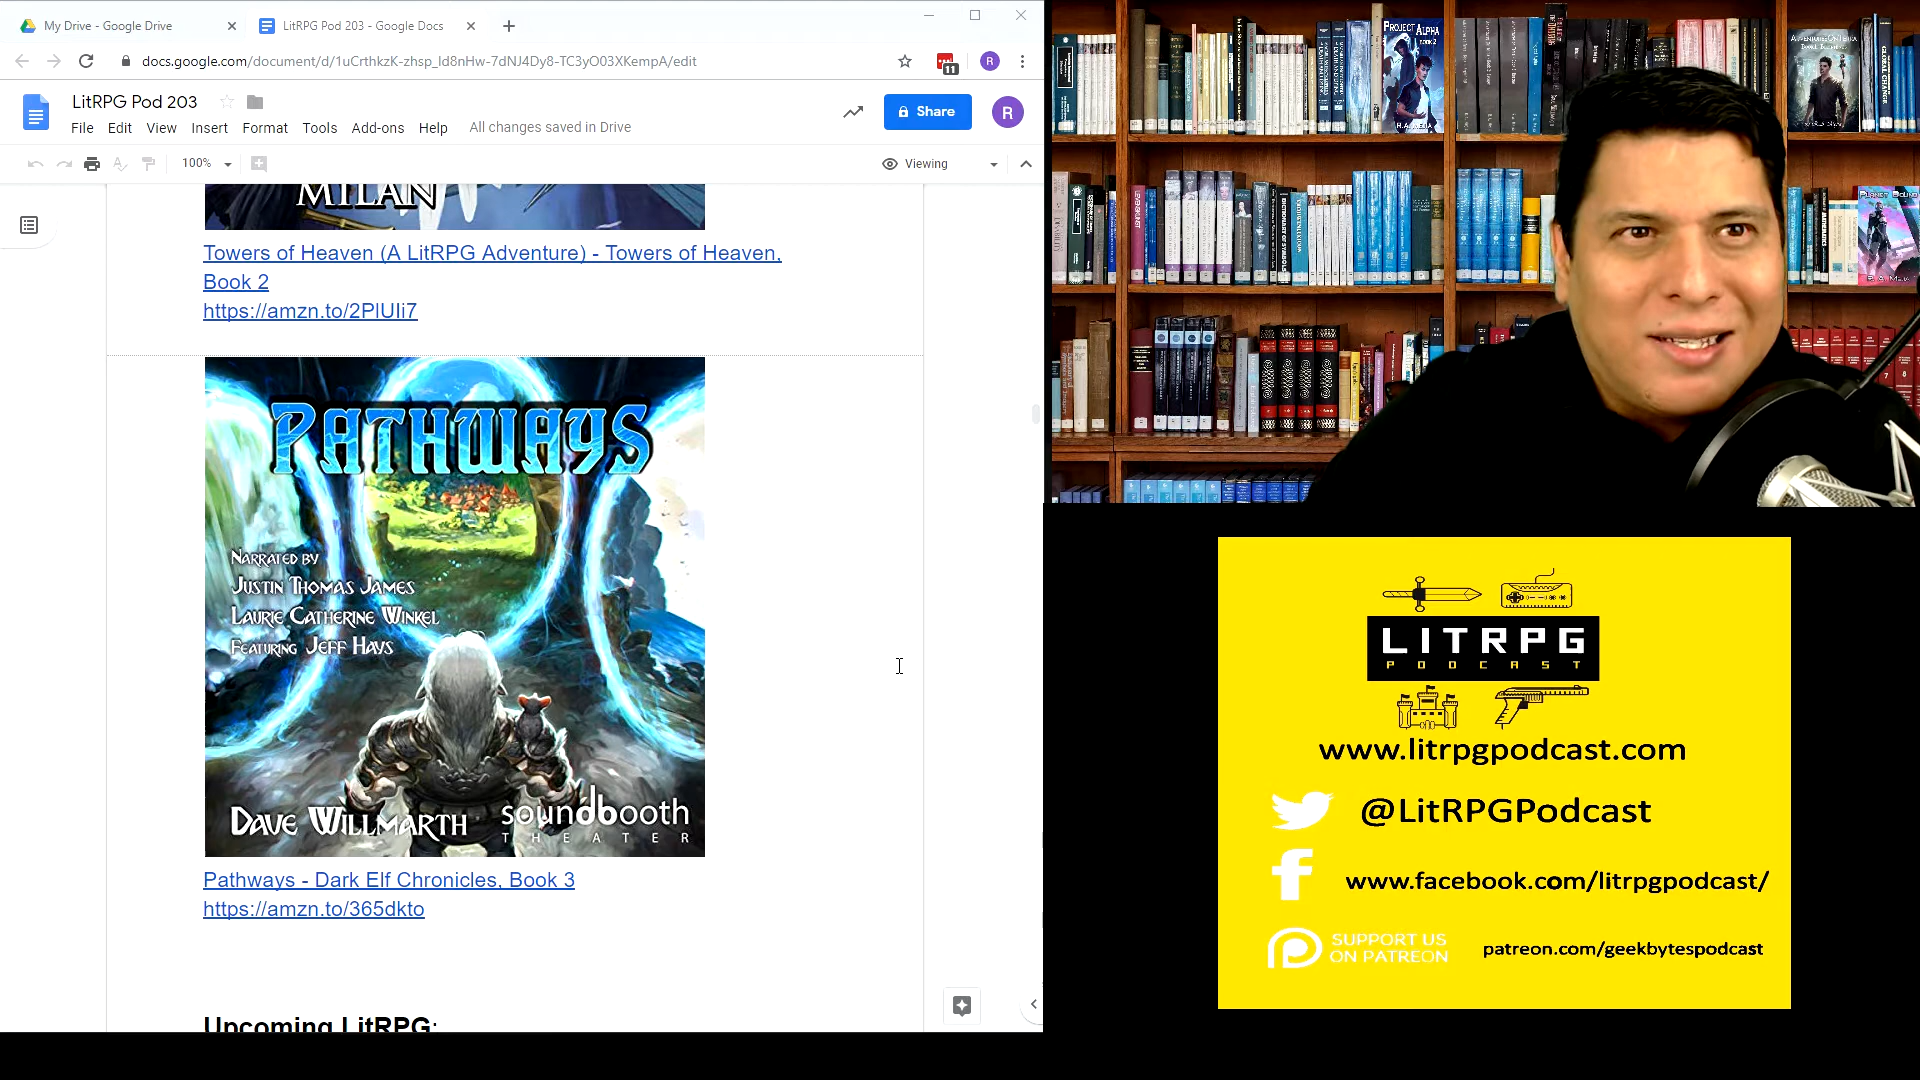 My Drive - Google Drive
LitRPG Pod 203 - Google Docs
docs.google.com/document/d/1uCrthkzK-zhsp_Id8nHw-7dNJ4Dy8-TC3yO03XKempA/edit
11
R
LitRPG Pod 203
File Edit View Insert Format Tools Add-ons Help
All changes saved in Drive
Share
R
100%
Viewing
MILAN
Towers of Heaven (A LitRPG Adventure) - Towers of Heaven,
Book 2
https://amzn.to/2PlUIi7
PATHWAYS
NARRATED BY
JUSTIN THOMAS JAMES
LAURIE CATHERINE WINKEL
FEATURING JEFF HAYS
DAVE WILLMARTH
soundbooth
THEATER
Pathways - Dark Elf Chronicles, Book 3
https://amzn.to/365dkto
Upcoming LitRPG:
PROJECT ALPHA
BOOK 2
LITRPG
PODCAST
www.litrpgpodcast.com
@LitRPGPodcast
www.facebook.com/litrpgpodcast/
SUPPORT US
ON PATREON
patreon.com/geekbytespodcast